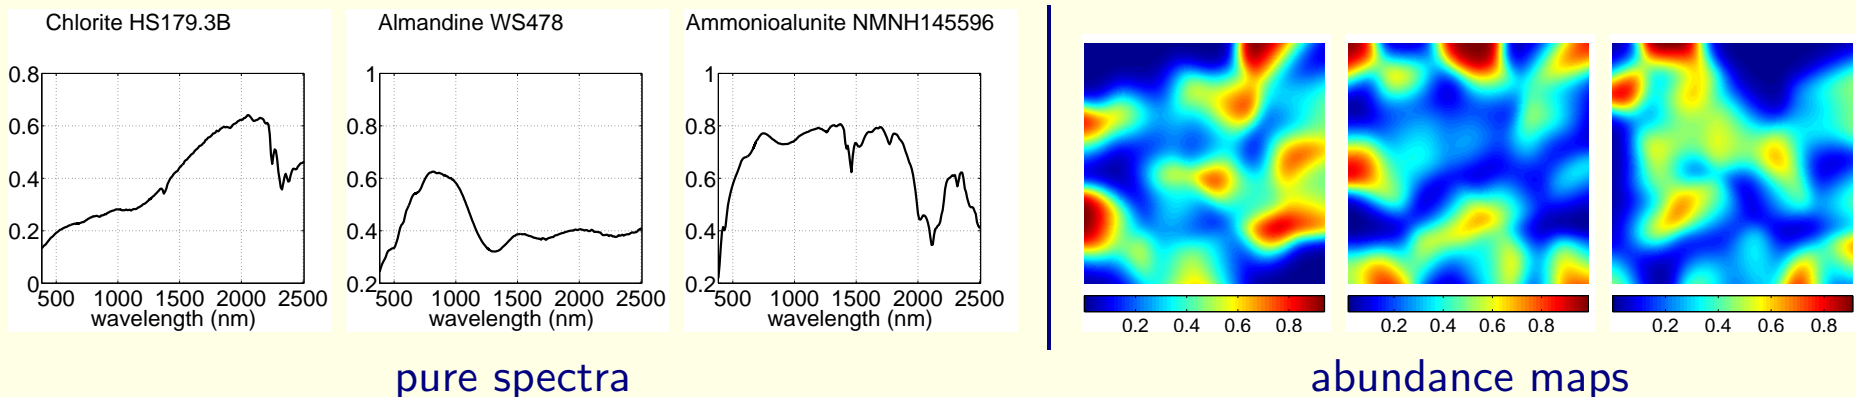 Chlorite HS179.3B
0.8
0.6
0.4
0.2
0
500 1000 1500 2000 2500
wavelength (nm)
Almandine WS478
1
0.8
0.6
0.4
0.2
500 1000 1500 2000 2500
wavelength (nm)
Ammonioalunite NMNH145596
1
0.8
0.6
0.4
0.2
500 1000 1500 2000 2500
wavelength (nm)
pure spectra
0.2 0.4 0.6 0.8
0.2 0.4 0.6 0.8
0.2 0.4 0.6 0.8
abundance maps